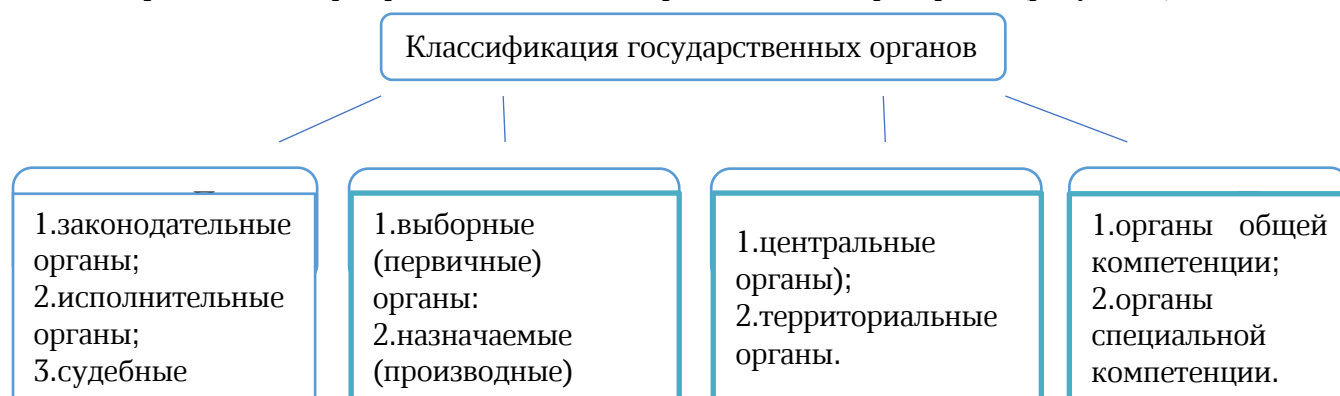 Классификация государственных органов
1.законодательные
органы;
2.исполнительные
органы;
3.судебные
1.выборные
(первичные)
органы:
2.назначаемые
(производные)
1.центральные
органы);
2.территориальные
органы.
1.органы общей
компетенции;
2.органы
специальной
компетенции.